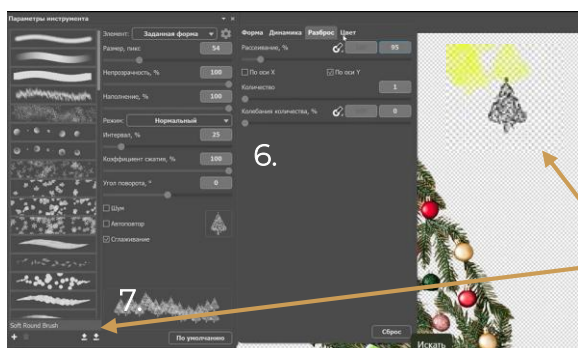 Параметры инструмента
Элемент: Заданная форма
Размер, пикс 54
Непрозрачность, % 100
Наполнение, % 100
Режим: Нормальный
Интервал, % 25
Коэффициент сжатия, % 100
Угол поворота, ° 0
Шум
Автоповтор
Сглаживание
7.
Soft Round Brush
По умолчанию
Форма Динамика Разброс Цвет
Рассеивание, % 95
По оси X По оси Y
Количество 1
Колебания количества, % 0
6.
Сброс
Искать